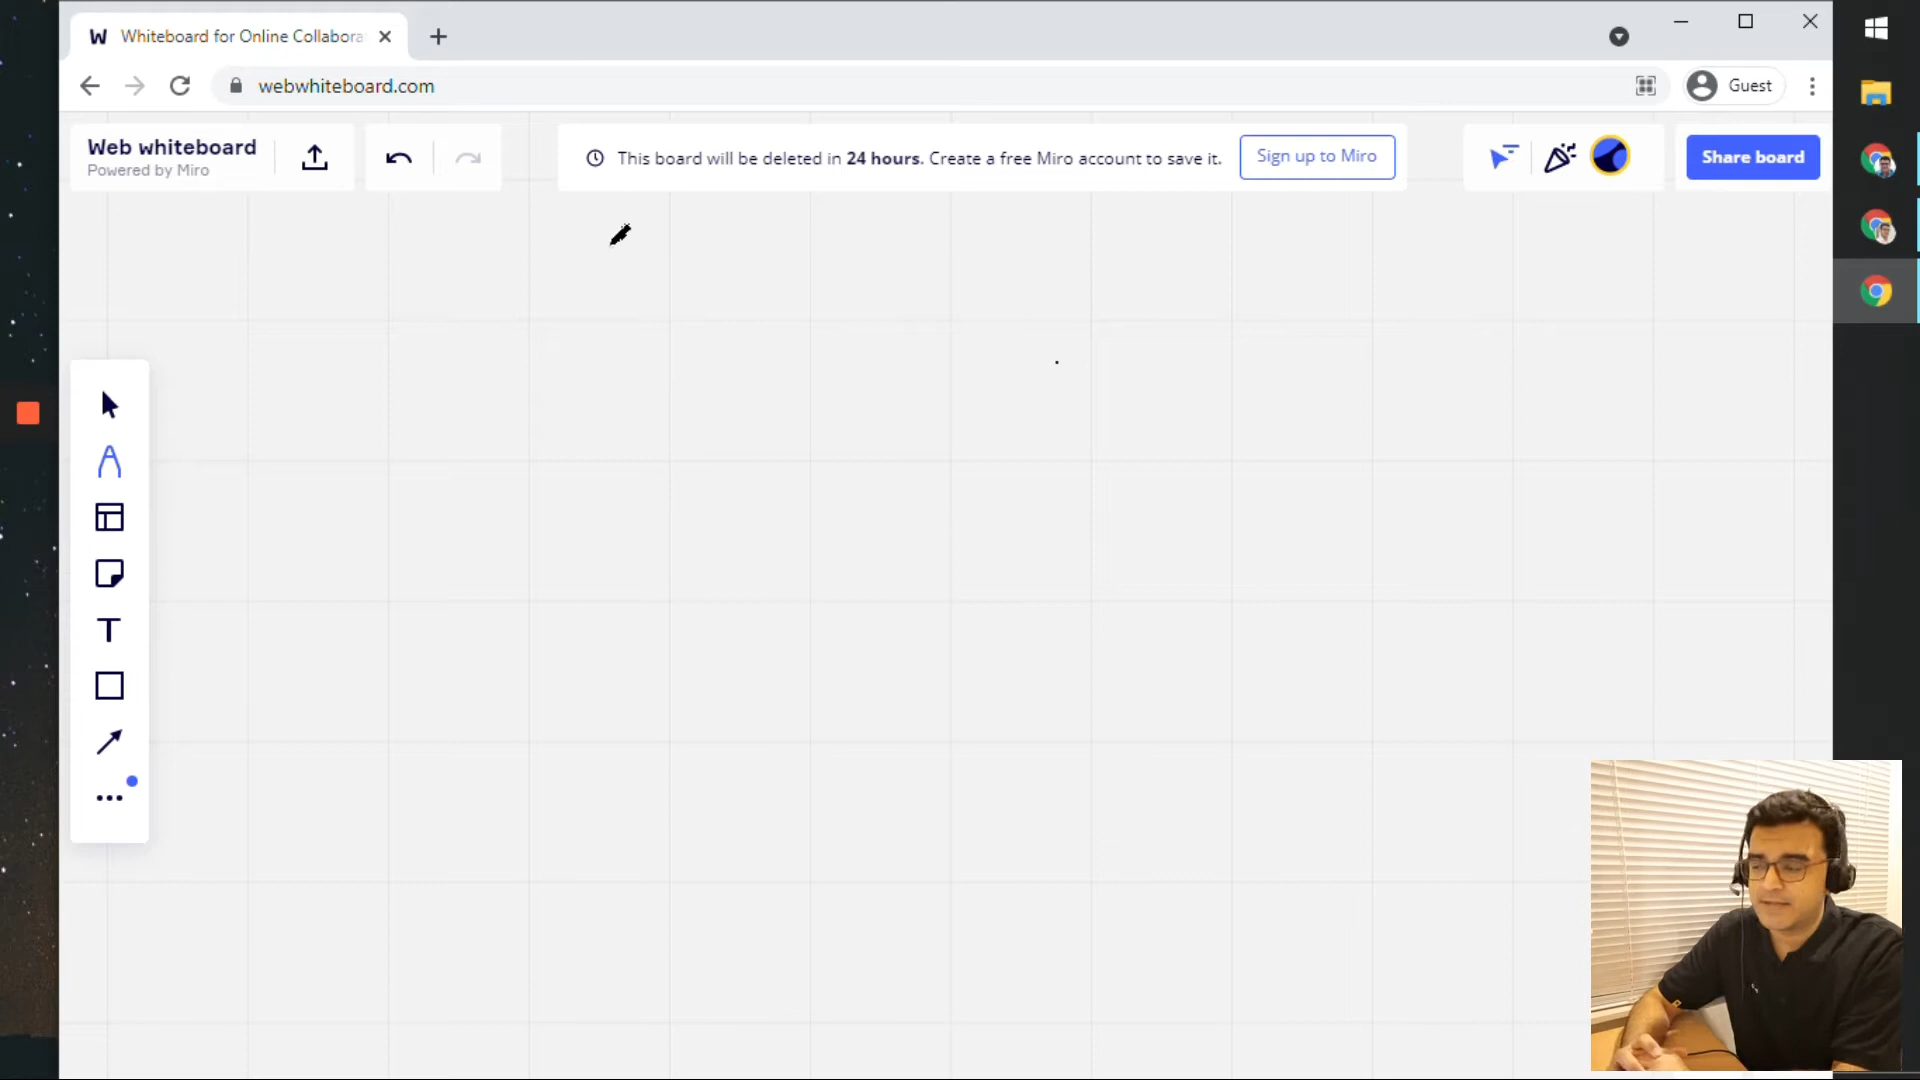 W Whiteboard for Online Collabora
webwhiteboard.com
Guest
Web whiteboard
Powered by Miro
This board will be deleted in 24 hours. Create a free Miro account to save it.
Sign up to Miro
Share board
T